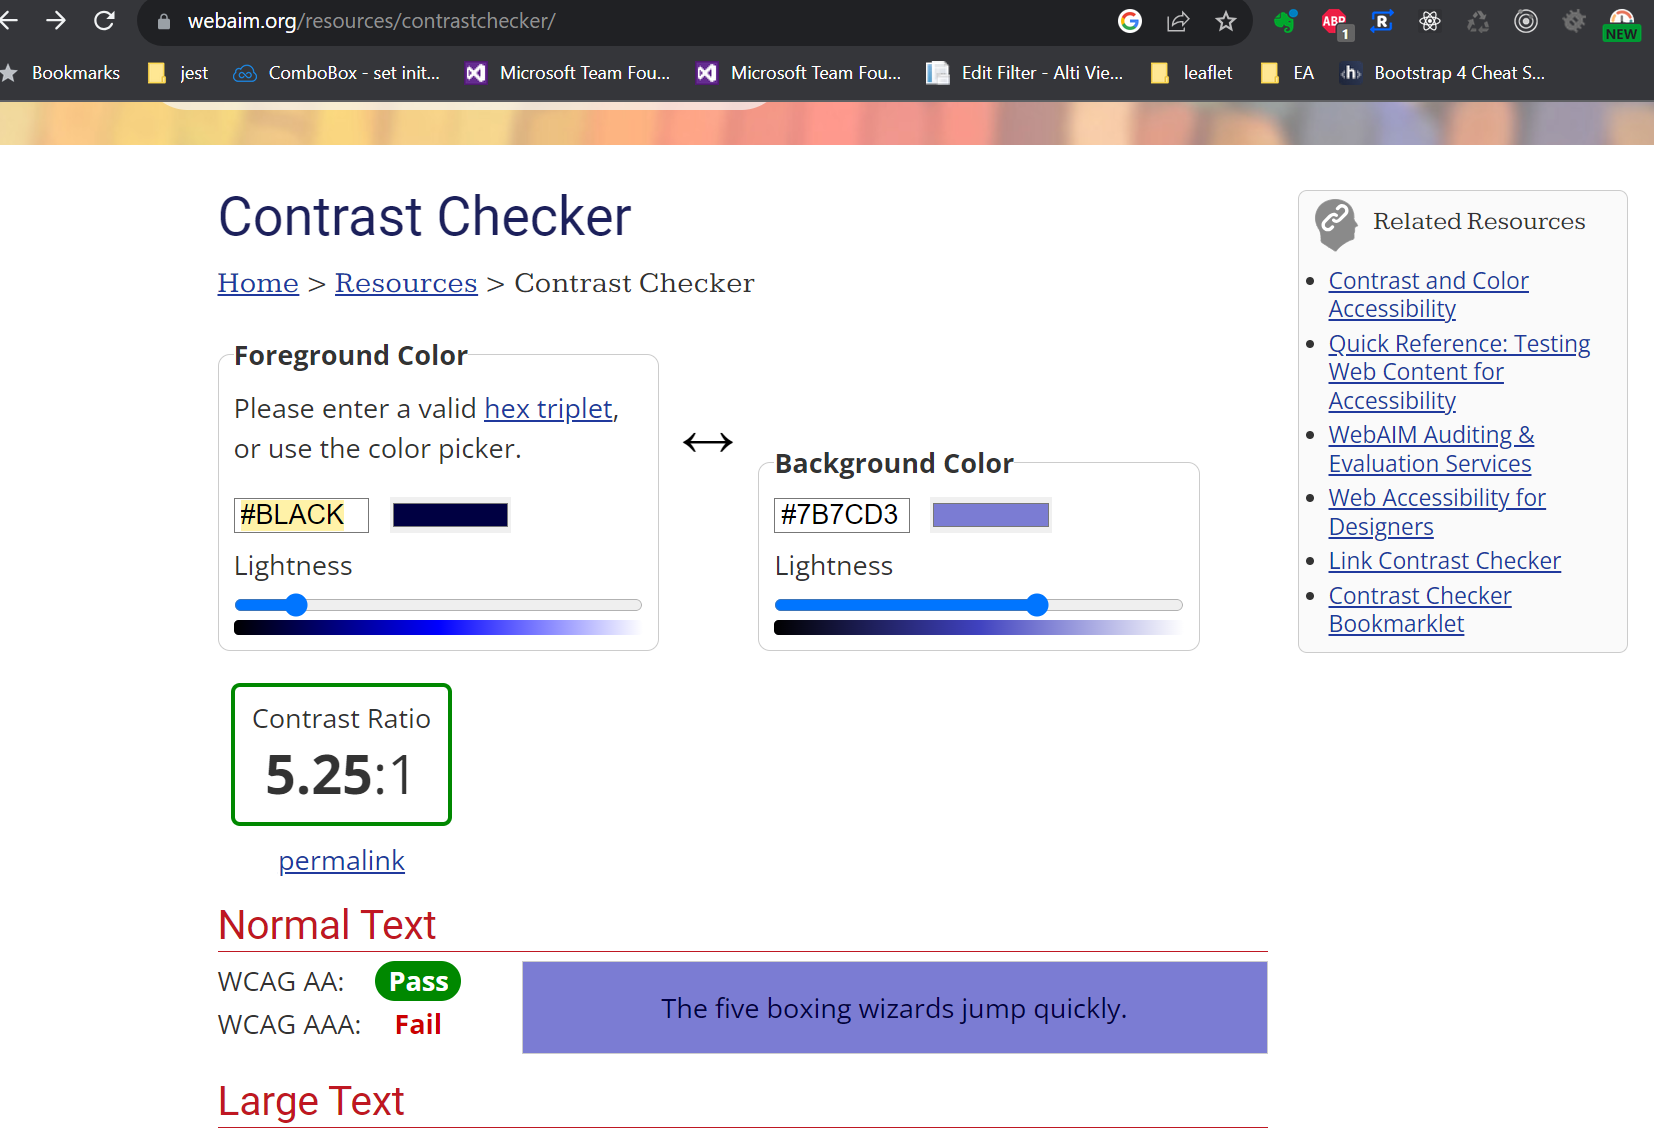 webaim.org/resources/contrastchecker/
ABP
1
R
NEW
Bookmarks
jest
ComboBox - set init...
Microsoft Team Fou...
Microsoft Team Fou...
Edit Filter - Alti Vie...
leaflet
EA
<h>
Bootstrap 4 Cheat S...
Contrast Checker
Home > Resources > Contrast Checker
Foreground Color
Please enter a valid hex triplet,
or use the color picker.
#BLACK
Lightness
Background Color
#7B7CD3
Lightness
Related Resources
Contrast and Color
Accessibility
Quick Reference: Testing
Web Content for
Accessibility
WebAIM Auditing &
Evaluation Services
Web Accessibility for
Designers
Link Contrast Checker
Contrast Checker
Bookmarklet
Contrast Ratio
5.25:1
permalink
Normal Text
WCAG AA: Pass
WCAG AAA: Fail
The five boxing wizards jump quickly.
Large Text